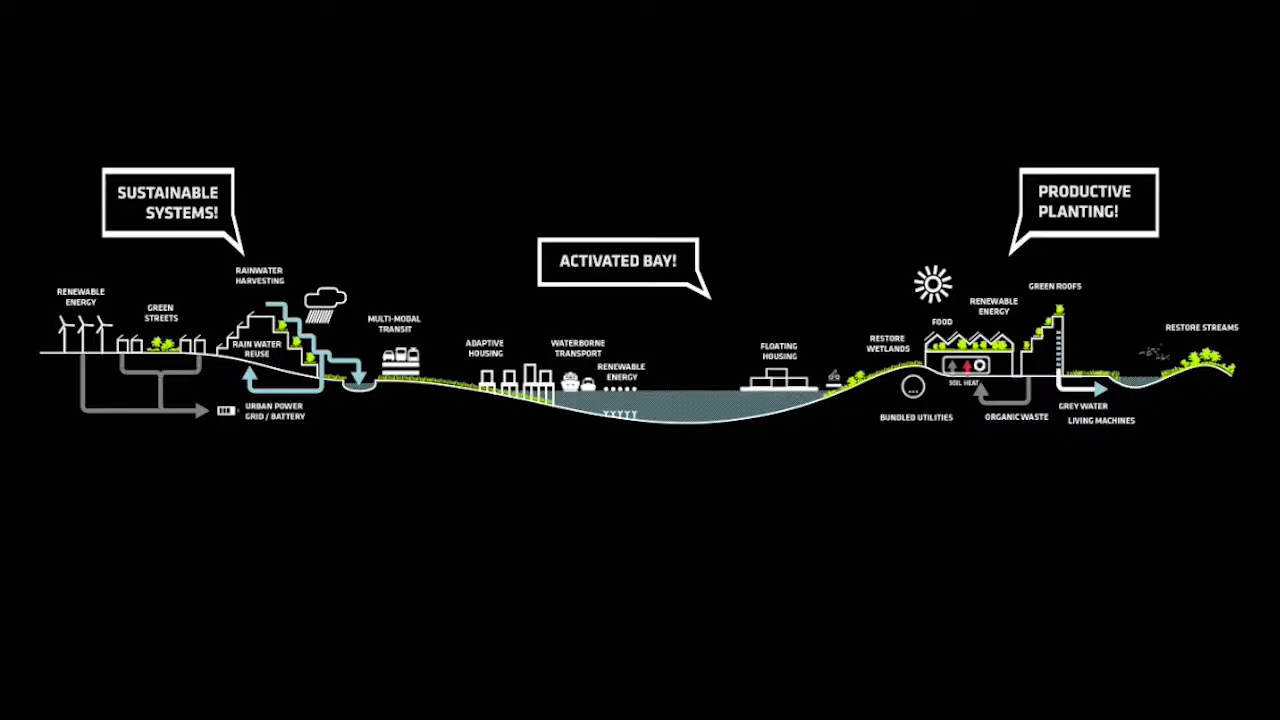 SUSTAINABLE
SYSTEMS!
PRODUCTIVE
PLANTING!
ACTIVATED BAY!
RENEWABLE
ENERGY
GREEN
STREETS
RAINWATER
HARVESTING
RAIN WATER
REUSE
URBAN POWER
GRID / BATTERY
MULTI-MODAL
TRANSIT
ADAPTIVE
HOUSING
WATERBORNE
TRANSPORT
RENEWABLE
ENERGY
FLOATING
HOUSING
RESTORE
WETLANDS
BUNDLED UTILITIES
FOOD
RENEWABLE
ENERGY
SOIL HEAT
ORGANIC WASTE
GREEN ROOFS
GREY WATER
LIVING MACHINES
RESTORE STREAMS